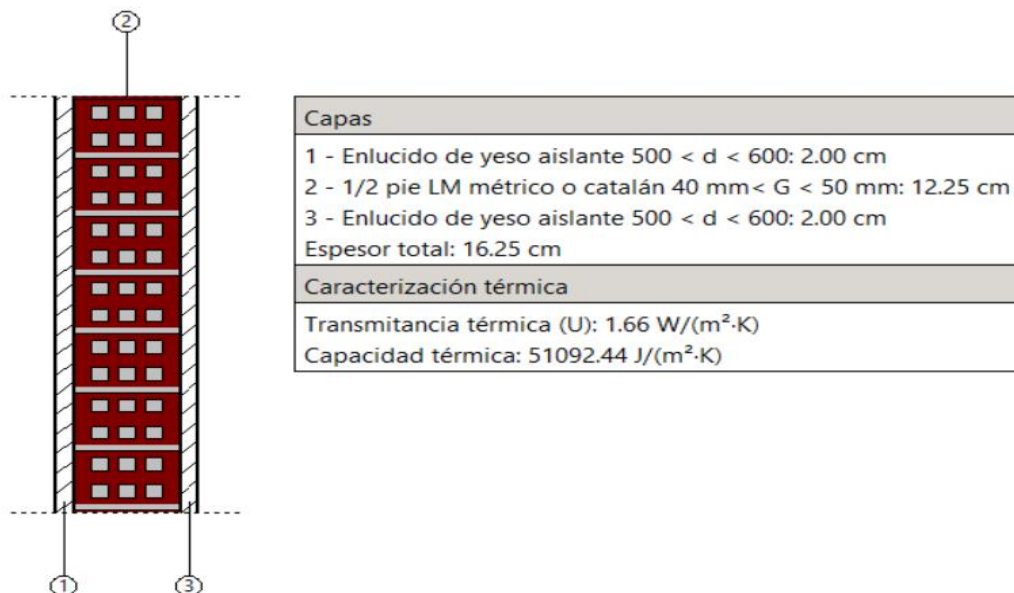 2
Capas
1 - Enlucido de yeso aislante 500 < d < 600: 2.00 cm
2 - 1/2 pie LM métrico o catalán 40 mm< G < 50 mm: 12.25 cm
3 - Enlucido de yeso aislante 500 < d < 600: 2.00 cm
Espesor total: 16.25 cm
Caracterización térmica
Transmitancia térmica (U): 1.66 W/(m²·K)
Capacidad térmica: 51092.44 J/(m²·K)
1 3